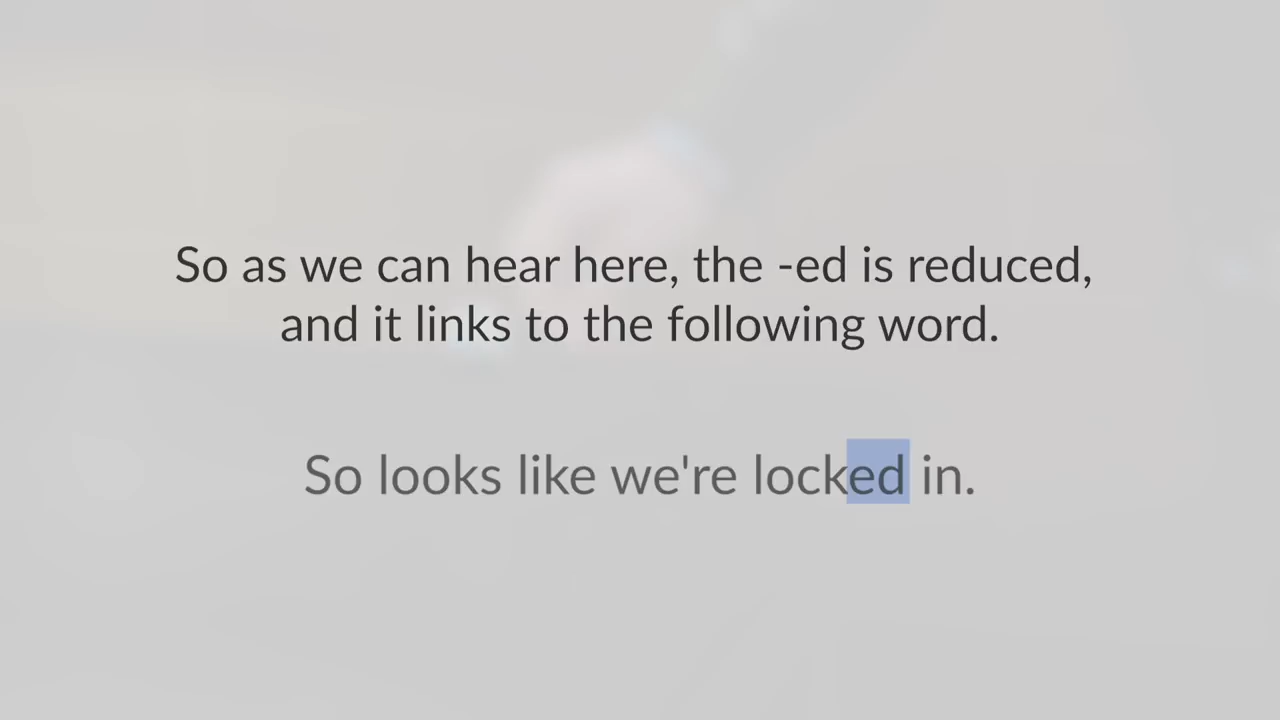 So as we can hear here, the -ed is reduced,
and it links to the following word.
So looks like we're locked in.